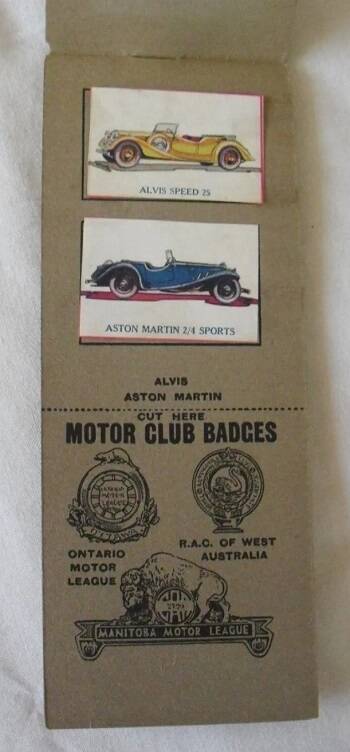 ALVIS SPEED 25
ASTON MARTIN 2/4 SPORTS
ALVIS
ASTON MARTIN
CUT HERE
MOTOR CLUB BADGES
OTTAWA
ONTARIO
MOTOR
LEAGUE
R.A.C. OF WEST
AUSTRALIA
MANITOBA MOTOR LEAGUE